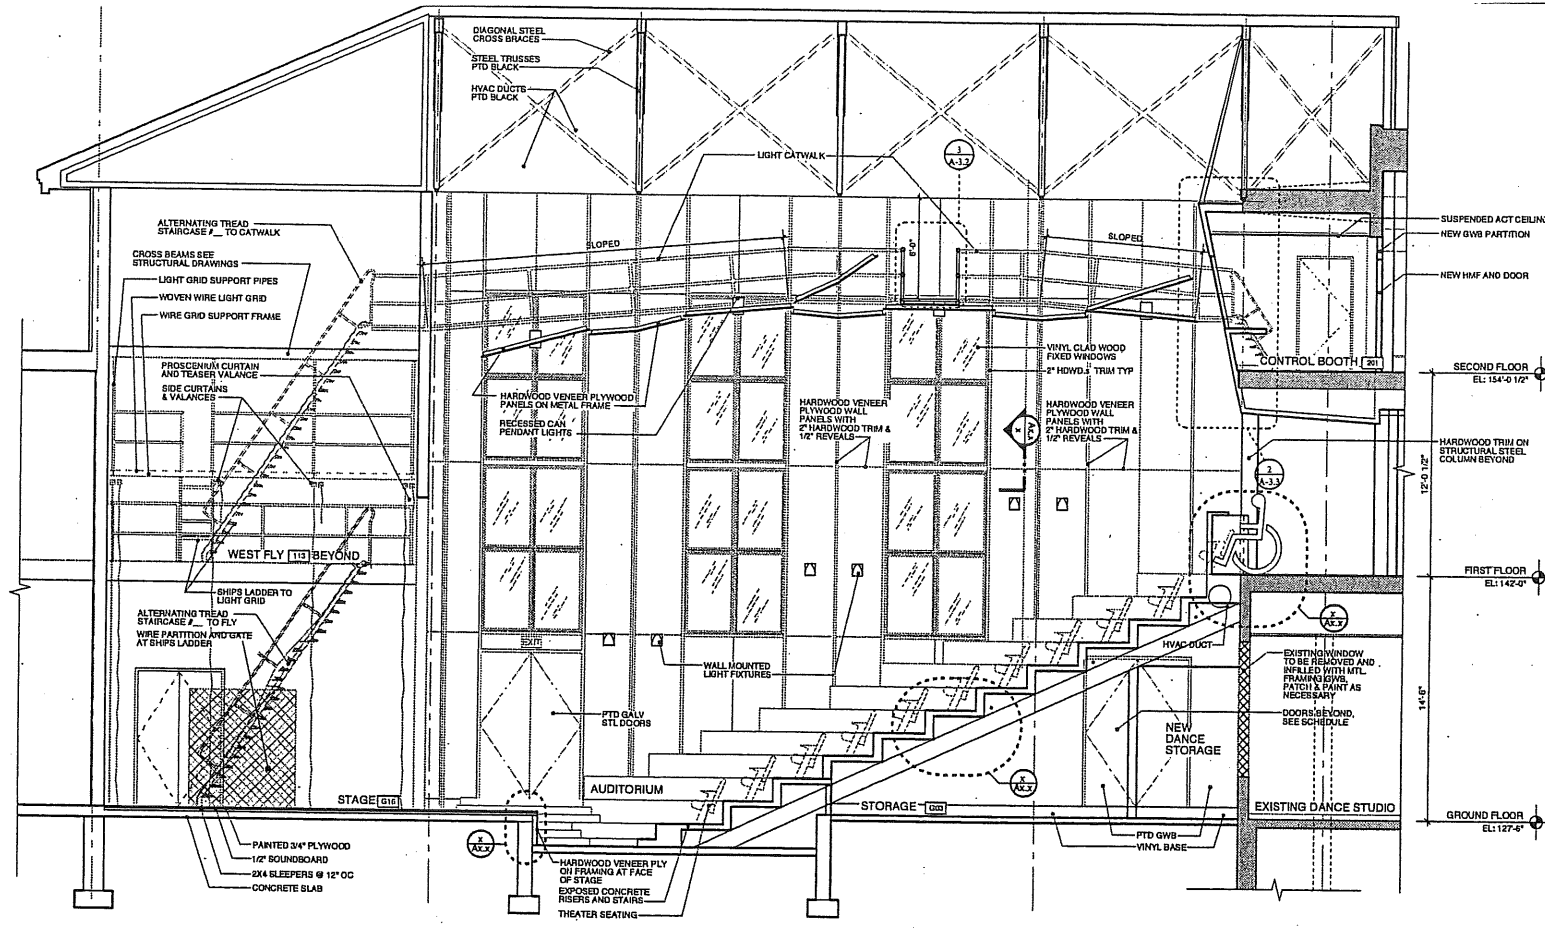 DIAGONAL STEEL
CROSS BRACES
STEEL TRUSSES
PTD BLACK
HVAC DUCTS
PTD BLACK
LIGHT CATWALK
3
A-3.2
ALTERNATING TREAD
STAIRCASE #__ TO CATWALK
CROSS BEAMS SEE
STRUCTURAL DRAWINGS
LIGHT GRID SUPPORT PIPES
WOVEN WIRE LIGHT GRID
WIRE GRID SUPPORT FRAME
SLOPED
6'-0"
SLOPED
SUSPENDED ACT CEILING
NEW GWB PARTITION
NEW HMF AND DOOR
PROSCENIUM CURTAIN
AND TEASER VALANCE
SIDE CURTAINS
& VALANCES
HARDWOOD VENEER PLYWOOD
PANELS ON METAL FRAME
RECESSED CAN
PENDANT LIGHTS
VINYL CLAD WOOD
FIXED WINDOWS
2" HDWD.S TRIM TYP
CONTROL BOOTH 201
SECOND FLOOR
EL: 154'-0 1/2"
HARDWOOD VENEER
PLYWOOD WALL
PANELS WITH
2" HARDWOOD TRIM &
1/2" REVEALS
X
Ax.x
HARDWOOD VENEER
PLYWOOD WALL
PANELS WITH
2" HARDWOOD TRIM &
1/2" REVEALS
HARDWOOD TRIM ON
STRUCTURAL STEEL
COLUMN BEYOND
2
A-3.3
12'-0 1/2"
WEST FLY 113 BEYOND
SHIPS LADDER TO
LIGHT GRID
ALTERNATING TREAD
STAIRCASE #__ TO FLY
WIRE PARTITION AND GATE
AT SHIPS LADDER
FIRST FLOOR
EL: 142'-0"
EXIT
WALL MOUNTED
LIGHT FIXTURES
HVAC DUCT
X
Ax.x
EXISTING WINDOW
TO BE REMOVED AND
INFILLED WITH MTL.
FRAMING GWB,
PATCH & PAINT AS
NECESSARY
14'-6"
PTD GALV
STL DOORS
DOORS BEYOND,
SEE SCHEDULE
NEW
DANCE
STORAGE
AUDITORIUM
X
Ax.x
STAGE G16
STORAGE
EXISTING DANCE STUDIO
GROUND FLOOR
EL: 127'-6"
X
Ax.x
PTD GWB
VINYL BASE
PAINTED 3/4" PLYWOOD
1/2" SOUNDBOARD
2X4 SLEEPERS @ 12" OC
CONCRETE SLAB
HARDWOOD VENEER PLY
ON FRAMING AT FACE
OF STAGE
EXPOSED CONCRETE
RISERS AND STAIRS
THEATER SEATING